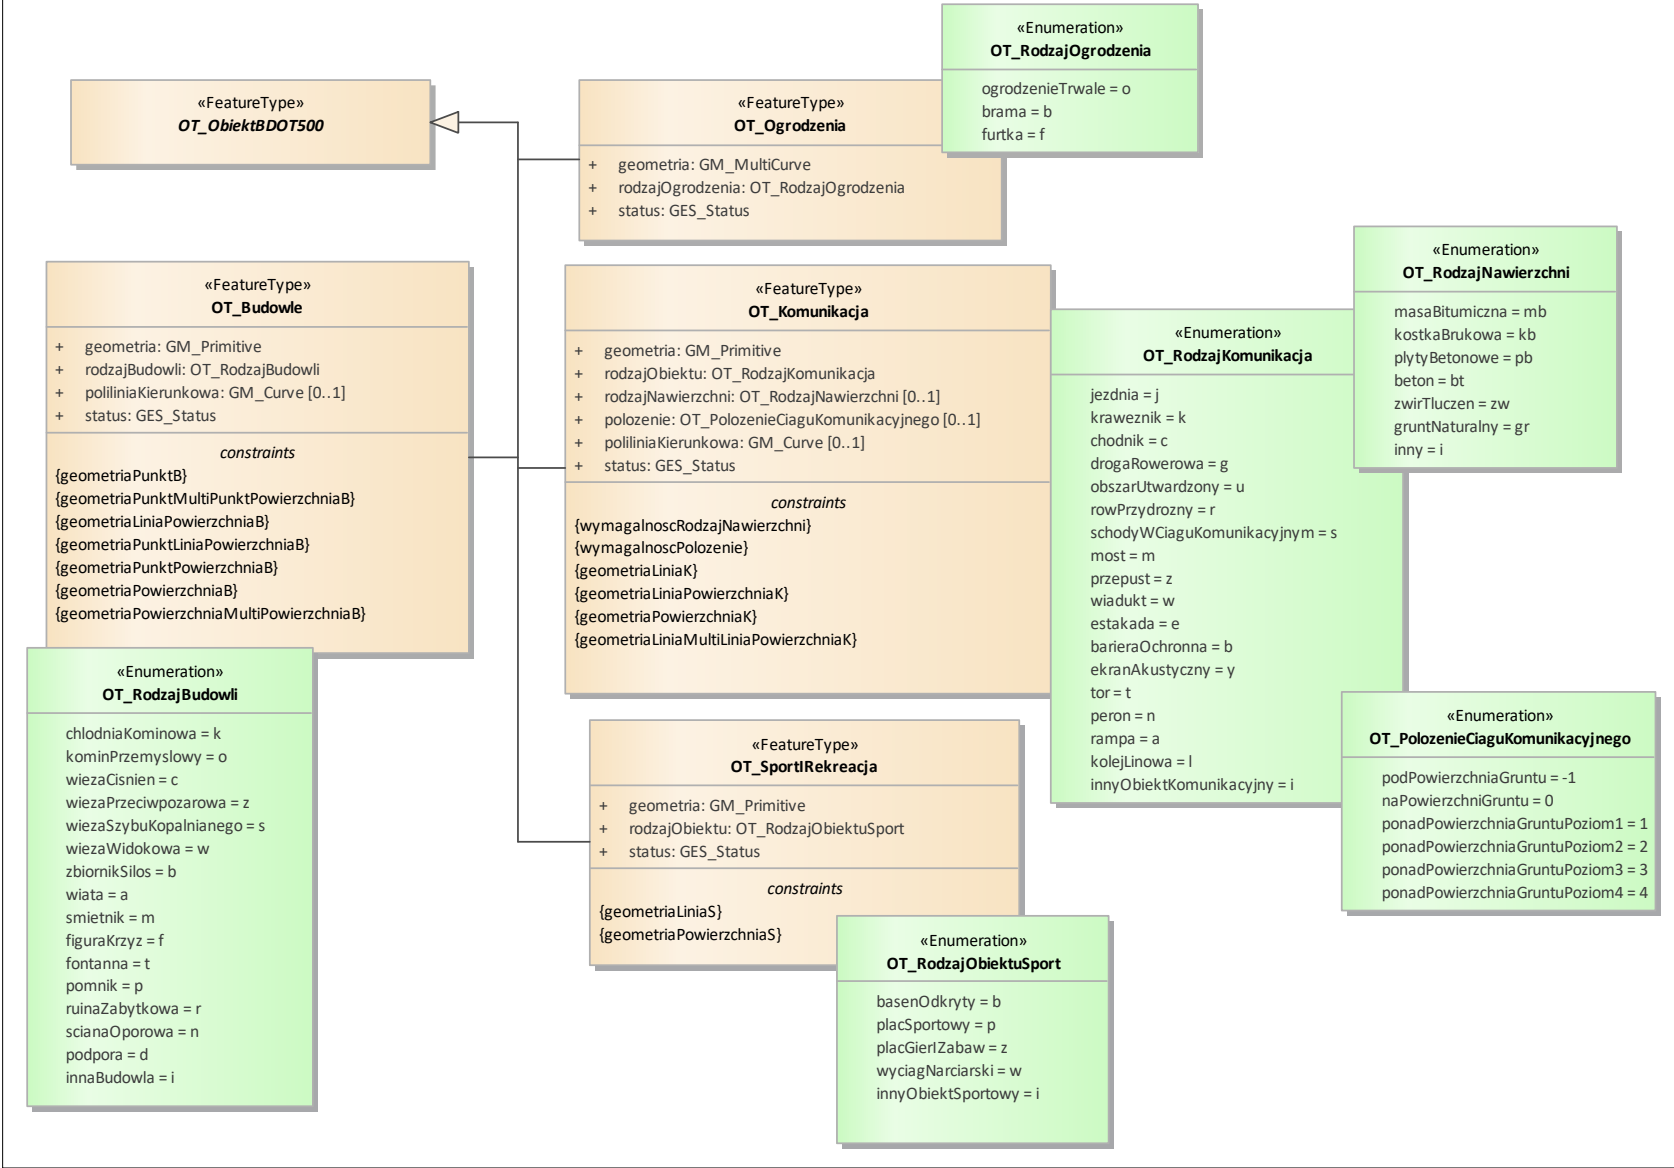 «FeatureType»
OT_ObiektBDOT500
«FeatureType»
OT_Ogrodzenia
+ geometria: GM_MultiCurve
+ rodzajOgrodzenia: OT_RodzajOgrodzenia
+ status: GES_Status
«Enumeration»
OT_RodzajOgrodzenia
ogrodzenieTrwale = o
brama = b
furtka = f
«FeatureType»
OT_Budowle
+ geometria: GM_Primitive
+ rodzajBudowli: OT_RodzajBudowli
+ poliliniaKierunkowa: GM_Curve [0..1]
+ status: GES_Status
constraints
{geometriaPunktB}
{geometriaPunktMultiPunktPowierzchniaB}
{geometriaLiniaPowierzchniaB}
{geometriaPunktLiniaPowierzchniaB}
{geometriaPunktPowierzchniaB}
{geometriaPowierzchniaB}
{geometriaPowierzchniaMultiPowierzchniaB}
«Enumeration»
OT_RodzajBudowli
chlodniaKominowa = k
kominPrzemyslowy = o
wiezaCisnien = c
wiezaPrzeciwpozarowa = z
wiezaSzybuKopalnianego = s
wiezaWidokowa = w
zbiornikSilos = b
wiata = a
smietnik = m
figuraKrzyz = f
fontanna = t
pomnik = p
ruinaZabytkowa = r
scianaOporowa = n
podpora = d
innaBudowla = i
«FeatureType»
OT_Komunikacja
+ geometria: GM_Primitive
+ rodzajObiektu: OT_RodzajKomunikacja
+ rodzajNawierzchni: OT_RodzajNawierzchni [0..1]
+ polozenie: OT_PolozenieCiaguKomunikacyjnego [0..1]
+ poliliniaKierunkowa: GM_Curve [0..1]
+ status: GES_Status
constraints
{wymagalnoscRodzajNawierzchni}
{wymagalnoscPolozenie}
{geometriaLiniaK}
{geometriaLiniaPowierzchniaK}
{geometriaPowierzchniaK}
{geometriaLiniaMultiLiniaPowierzchniaK}
«Enumeration»
OT_RodzajKomunikacja
jezdnia = j
kraweznik = k
chodnik = c
drogaRowerowa = g
obszarUtwardzony = u
rowPrzydrozny = r
schodyWCiaguKomunikacyjnym = s
most = m
przepust = z
wiadukt = w
estakada = e
barieraOchronna = b
ekranAkustyczny = y
tor = t
peron = n
rampa = a
kolejLinowa = l
innyObiektKomunikacyjny = i
«Enumeration»
OT_RodzajNawierzchni
masaBitumiczna = mb
kostkaBrukowa = kb
plytyBetonowe = pb
beton = bt
zwirTluczen = zw
gruntNaturalny = gr
inny = i
«Enumeration»
OT_PolozenieCiaguKomunikacyjnego
podPowierzchniaGruntu = -1
naPowierzchniGruntu = 0
ponadPowierzchniaGruntuPoziom1 = 1
ponadPowierzchniaGruntuPoziom2 = 2
ponadPowierzchniaGruntuPoziom3 = 3
ponadPowierzchniaGruntuPoziom4 = 4
«FeatureType»
OT_SportIRekreacja
+ geometria: GM_Primitive
+ rodzajObiektu: OT_RodzajObiektuSport
+ status: GES_Status
constraints
{geometriaLiniaS}
{geometriaPowierzchniaS}
«Enumeration»
OT_RodzajObiektuSport
basenOdkryty = b
placSportowy = p
placGierIZabaw = z
wyciagNarciarski = w
innyObiektSportowy = i